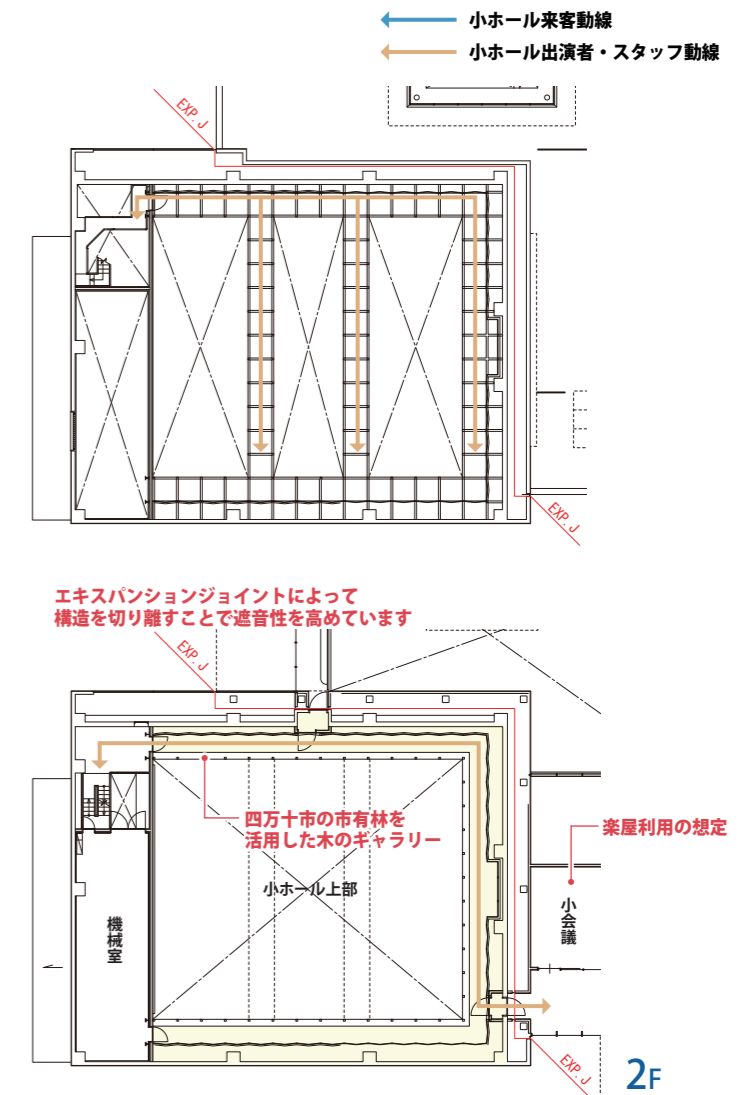 小ホール来客動線
小ホール出演者・スタッフ動線
EXP. J
EXP. J
エキスパンションジョイントによって
構造を切り離すことで遮音性を高めています
EXP. J
四万十市の市有林を
活用した木のギャラリー
楽屋利用の想定
小ホール上部
小会議
機械室
EXP. J
2F